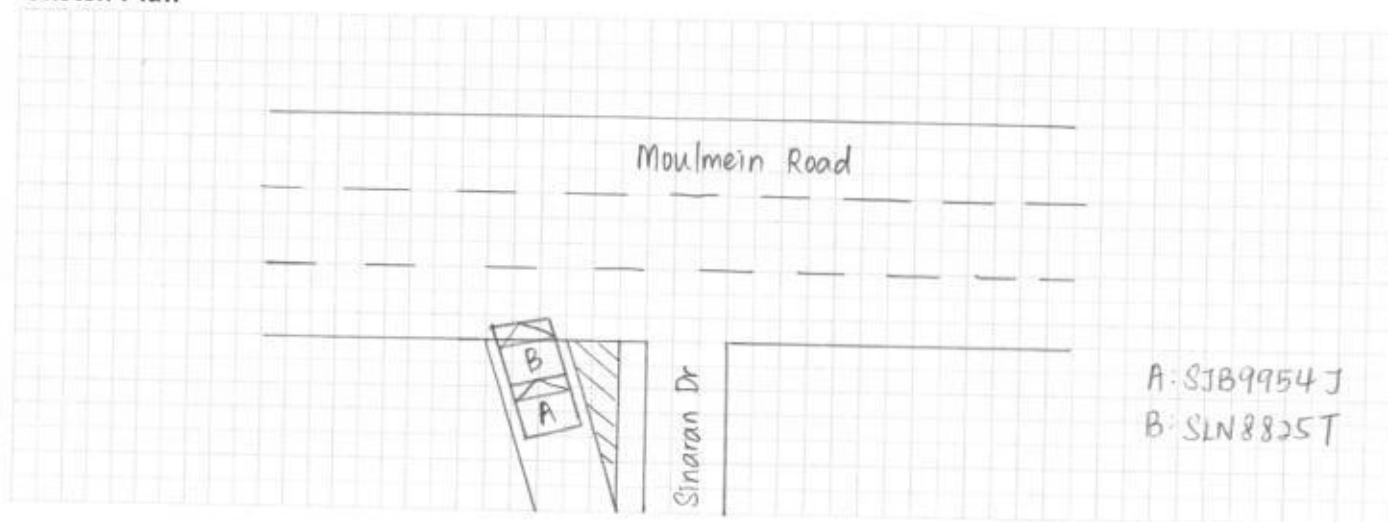 Moulmein Road
B
A
Sinaran Dr
A: SJB9954J
B: SLN8825T